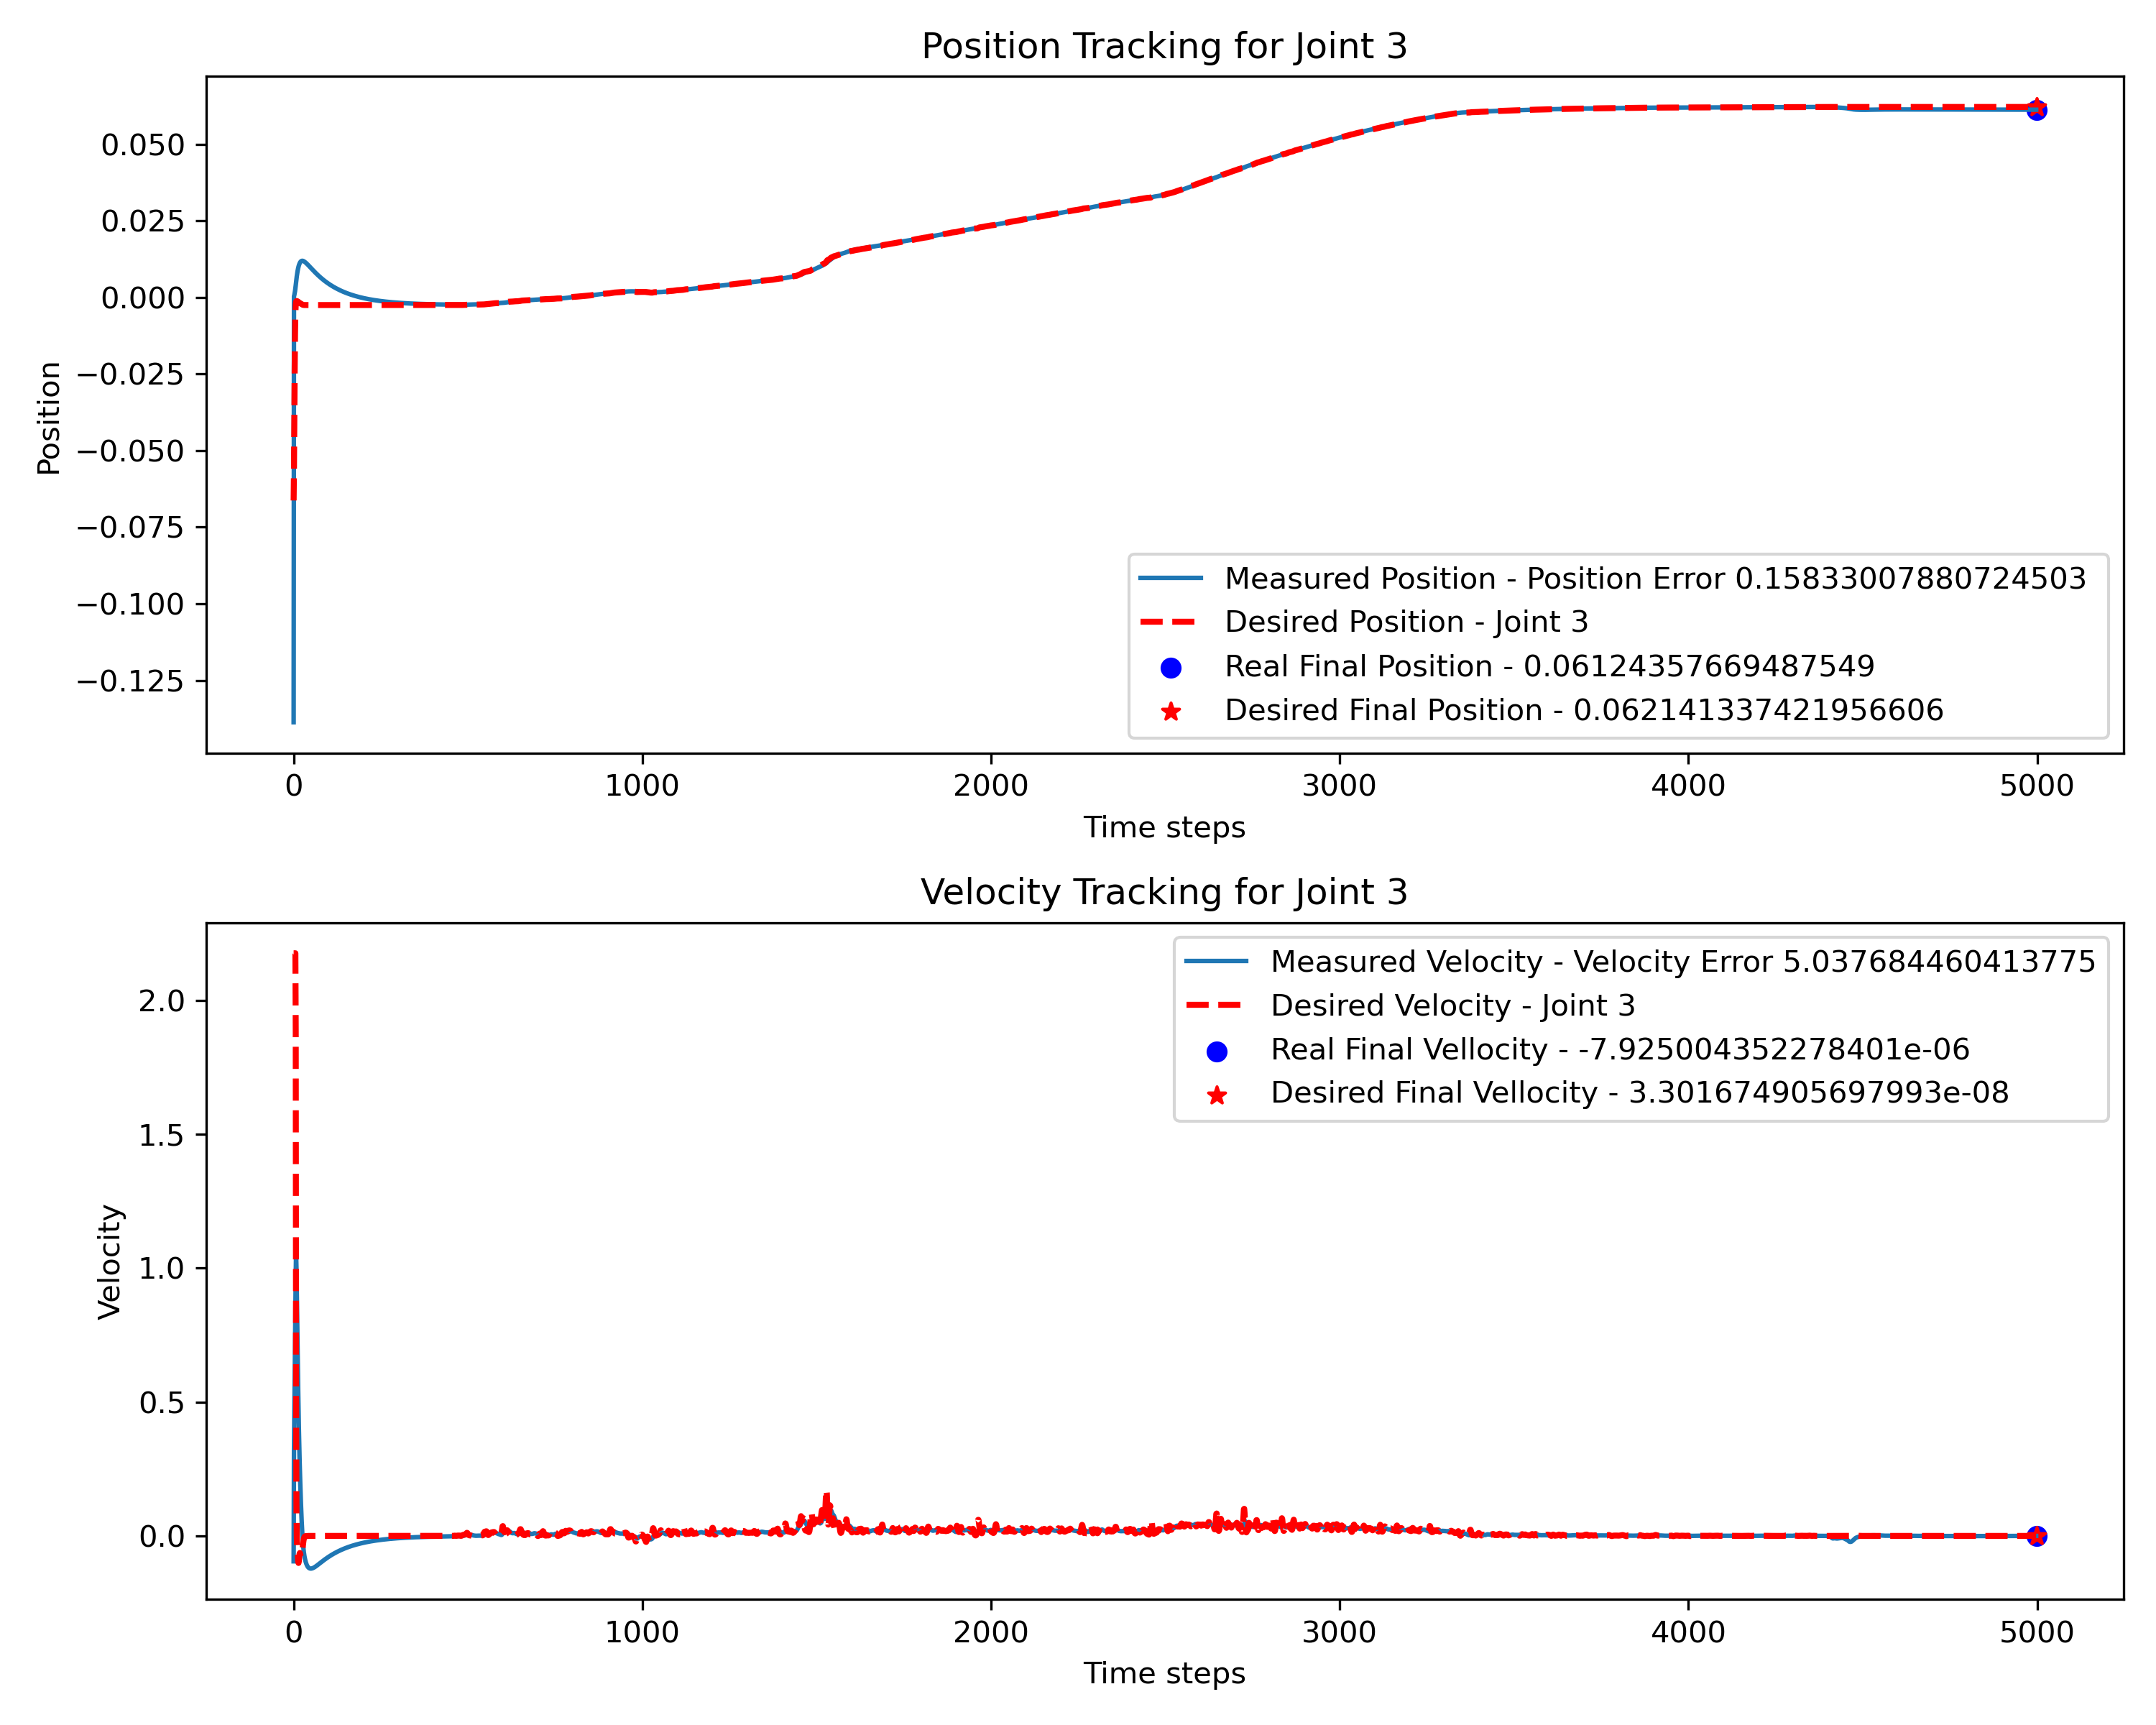 Position Tracking for Joint 3
0.050
0.025
0.000
−0.025
−0.050
−0.075
−0.100
−0.125
Position
Measured Position - Position Error 0.15833007880724503
Desired Position - Joint 3
Real Final Position - 0.06124357669487549
Desired Final Position - 0.062141337421956606
0 1000 2000 3000 4000 5000
Time steps
Velocity Tracking for Joint 3
2.0
1.5
1.0
0.5
0.0
Velocity
Measured Velocity - Velocity Error 5.037684460413775
Desired Velocity - Joint 3
Real Final Vellocity - -7.925004352278401e-06
Desired Final Vellocity - 3.301674905697993e-08
0 1000 2000 3000 4000 5000
Time steps